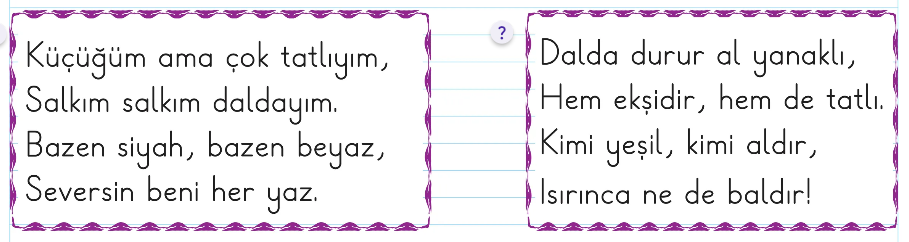 Küçüğüm ama çok tatlıyım,
Salkım salkım daldayım.
Bazen siyah, bazen beyaz,
Seversin beni her yaz.
?
Dalda durur al yanaklı,
Hem ekşidir, hem de tatlı.
Kimi yeşil, kimi aldır,
Isırınca ne de baldır!